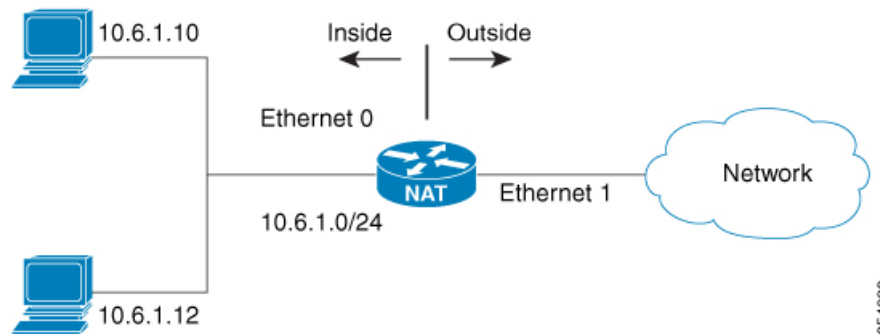 10.6.1.10
Inside
Outside
Ethernet 0
NAT
Ethernet 1
Network
10.6.1.0/24
10.6.1.12